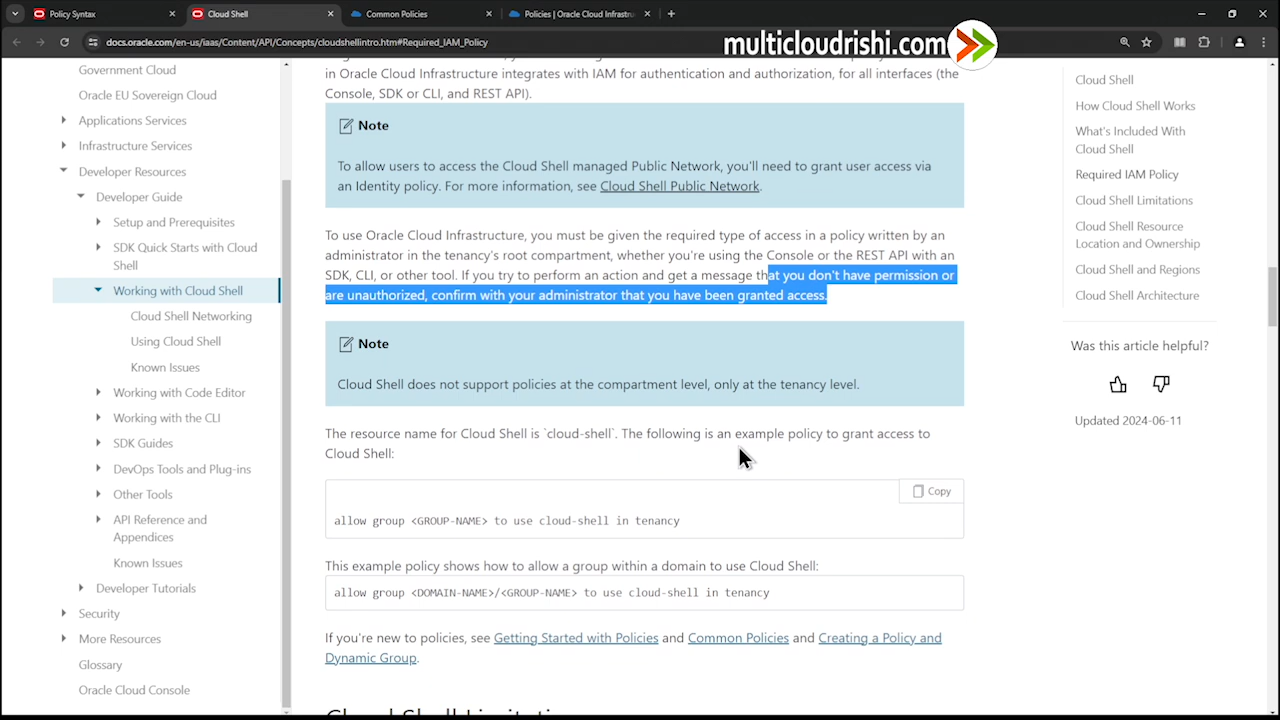 Policy Syntax
Cloud Shell
Common Policies
Policies | Oracle Cloud Infrastru
docs.oracle.com/en-us/iaas/Content/API/Concepts/cloudshellintro.htm#Required_IAM_Policy
multicloudrishi.com
Government Cloud
Oracle EU Sovereign Cloud
Applications Services
Infrastructure Services
Developer Resources
Developer Guide
Setup and Prerequisites
SDK Quick Starts with Cloud
Shell
Working with Cloud Shell
Cloud Shell Networking
Using Cloud Shell
Known Issues
Working with Code Editor
Working with the CLI
SDK Guides
DevOps Tools and Plug-ins
Other Tools
API Reference and
Appendices
Known Issues
Developer Tutorials
Security
More Resources
Glossary
Oracle Cloud Console
in Oracle Cloud Infrastructure integrates with IAM for authentication and authorization, for all interfaces (the
Console, SDK or CLI, and REST API).
Note
To allow users to access the Cloud Shell managed Public Network, you'll need to grant user access via
an Identity policy. For more information, see Cloud Shell Public Network.
To use Oracle Cloud Infrastructure, you must be given the required type of access in a policy written by an
administrator in the tenancy's root compartment, whether you're using the Console or the REST API with an
SDK, CLI, or other tool. If you try to perform an action and get a message that you don't have permission or
are unauthorized, confirm with your administrator that you have been granted access.
Note
Cloud Shell does not support policies at the compartment level, only at the tenancy level.
The resource name for Cloud Shell is `cloud-shell`. The following is an example policy to grant access to
Cloud Shell:
Copy
allow group <GROUP-NAME> to use cloud-shell in tenancy
This example policy shows how to allow a group within a domain to use Cloud Shell:
allow group <DOMAIN-NAME>/<GROUP-NAME> to use cloud-shell in tenancy
If you're new to policies, see Getting Started with Policies and Common Policies and Creating a Policy and
Dynamic Group.
Cloud Shell
How Cloud Shell Works
What's Included With
Cloud Shell
Required IAM Policy
Cloud Shell Limitations
Cloud Shell Resource
Location and Ownership
Cloud Shell and Regions
Cloud Shell Architecture
Was this article helpful?
Updated 2024-06-11